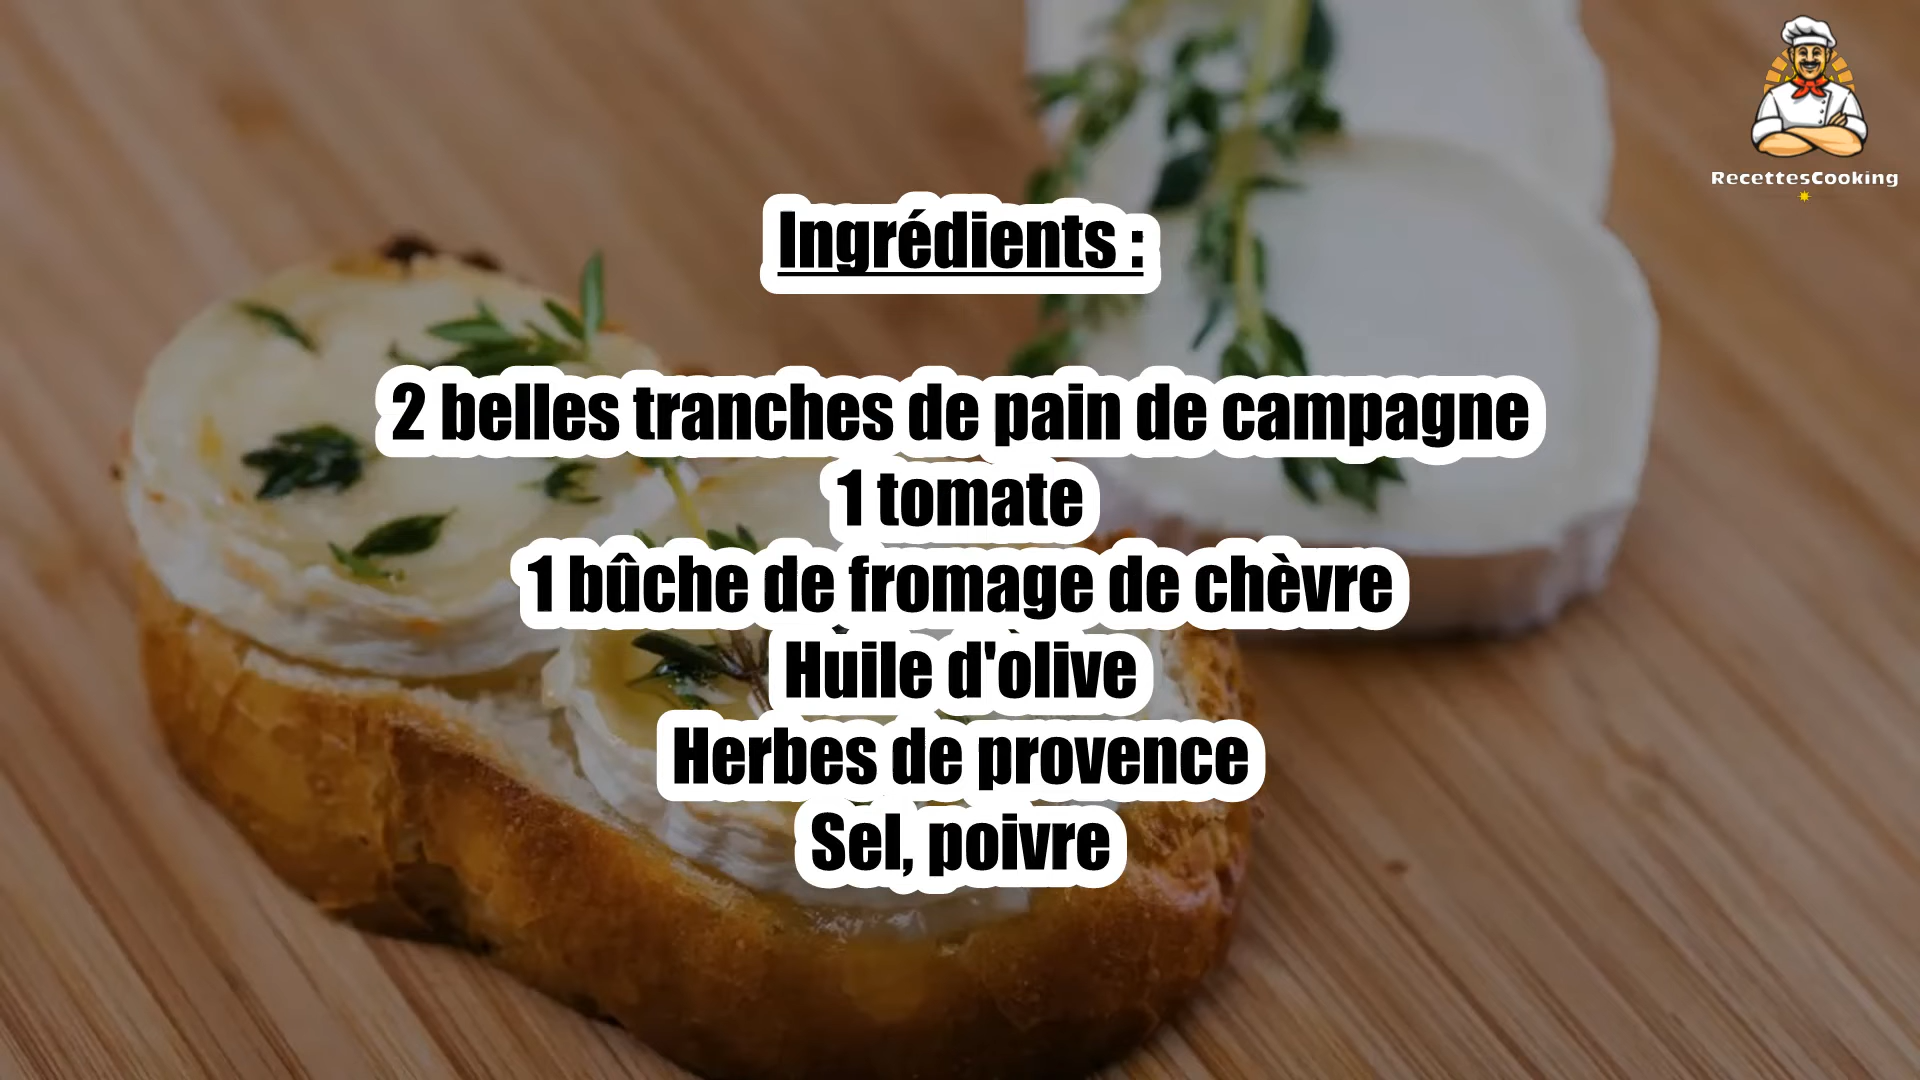 RecettesCooking
Ingrédients :
2 belles tranches de pain de campagne
1 tomate
1 bûche de fromage de chèvre
Huile d'olive
Herbes de provence
Sel, poivre